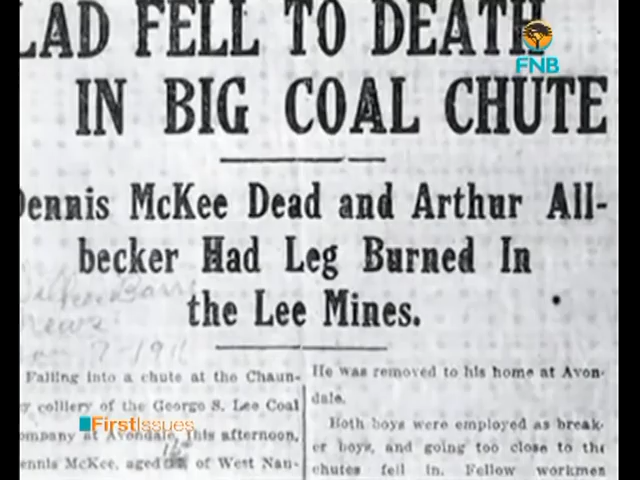 LAD FELL TO DEATH
IN BIG COAL CHUTE
FNB
Dennis McKee Dead and Arthur All-
becker Had Leg Burned In
the Lee Mines.
Falling into a chute at the Chaun-
y colliery of the George S. Lee Coal
ompany at Avondale, this afternoon,
ennis McKee, aged of West Nan-
He was removed to his home at Avon-
dale.
Both boys were employed as break-
er boys, and going too close to the
chutes fell in. Fellow workmen
FirstIssues